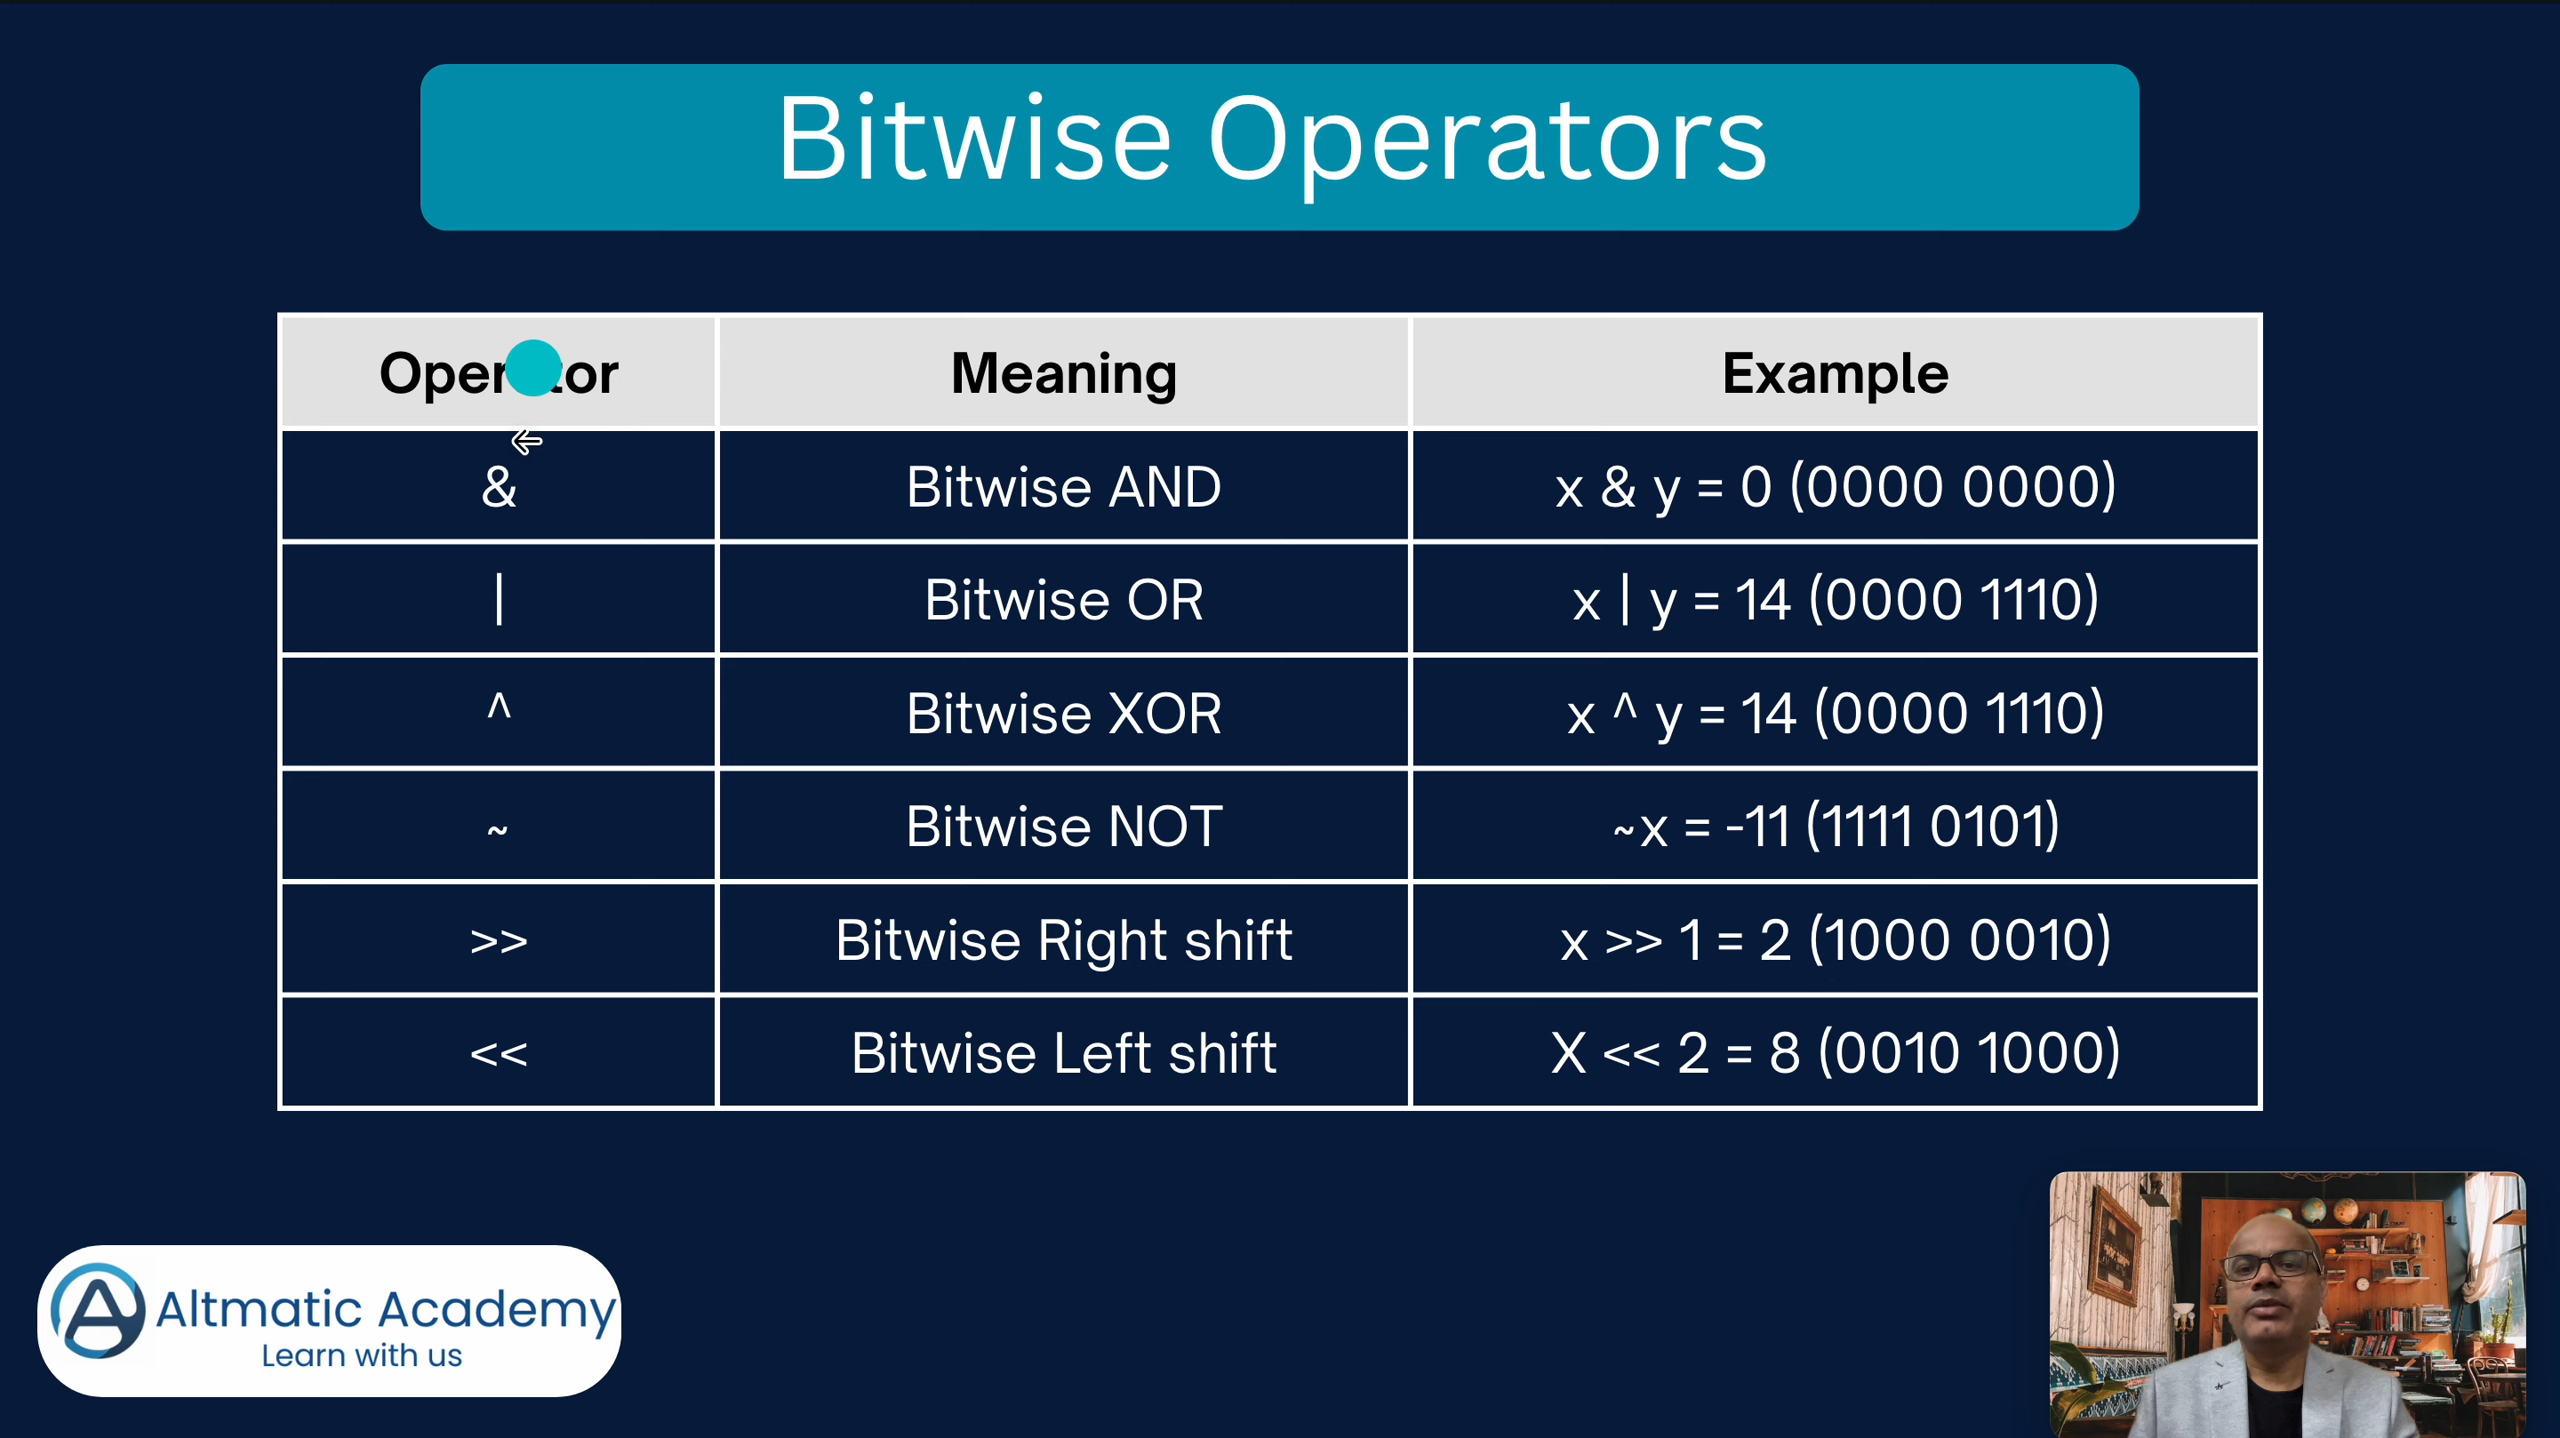 Bitwise Operators
Operator Meaning Example
& Bitwise AND x & y = 0 (0000 0000)
| Bitwise OR x | y = 14 (0000 1110)
^ Bitwise XOR x ^ y = 14 (0000 1110)
~ Bitwise NOT ~x = -11 (1111 0101)
>> Bitwise Right shift x >> 1 = 2 (1000 0010)
<< Bitwise Left shift X << 2 = 8 (0010 1000)
Altmatic Academy
Learn with us